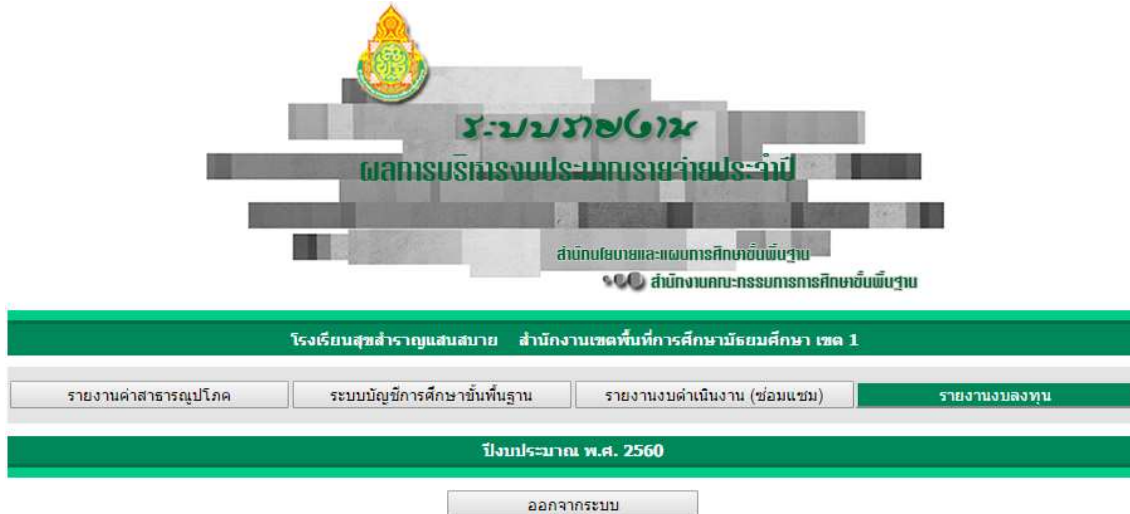 ระบบรายงาน
ผลการบริหารงบประมาณรายจ่ายประจำปี
สำนักนโยบายและแผนการศึกษาขั้นพื้นฐาน
สำนักงานคณะกรรมการการศึกษาขั้นพื้นฐาน
โรงเรียนสุขสำราญแสนสบาย สำนักงานเขตพื้นที่การศึกษามัธยมศึกษา เขต 1
รายงานค่าสาธารณูปโภค ระบบบัญชีการศึกษาขั้นพื้นฐาน รายงานงบดำเนินงาน (ซ่อมแซม) รายงานงบลงทุน
ปีงบประมาณ พ.ศ. 2560
ออกจากระบบ